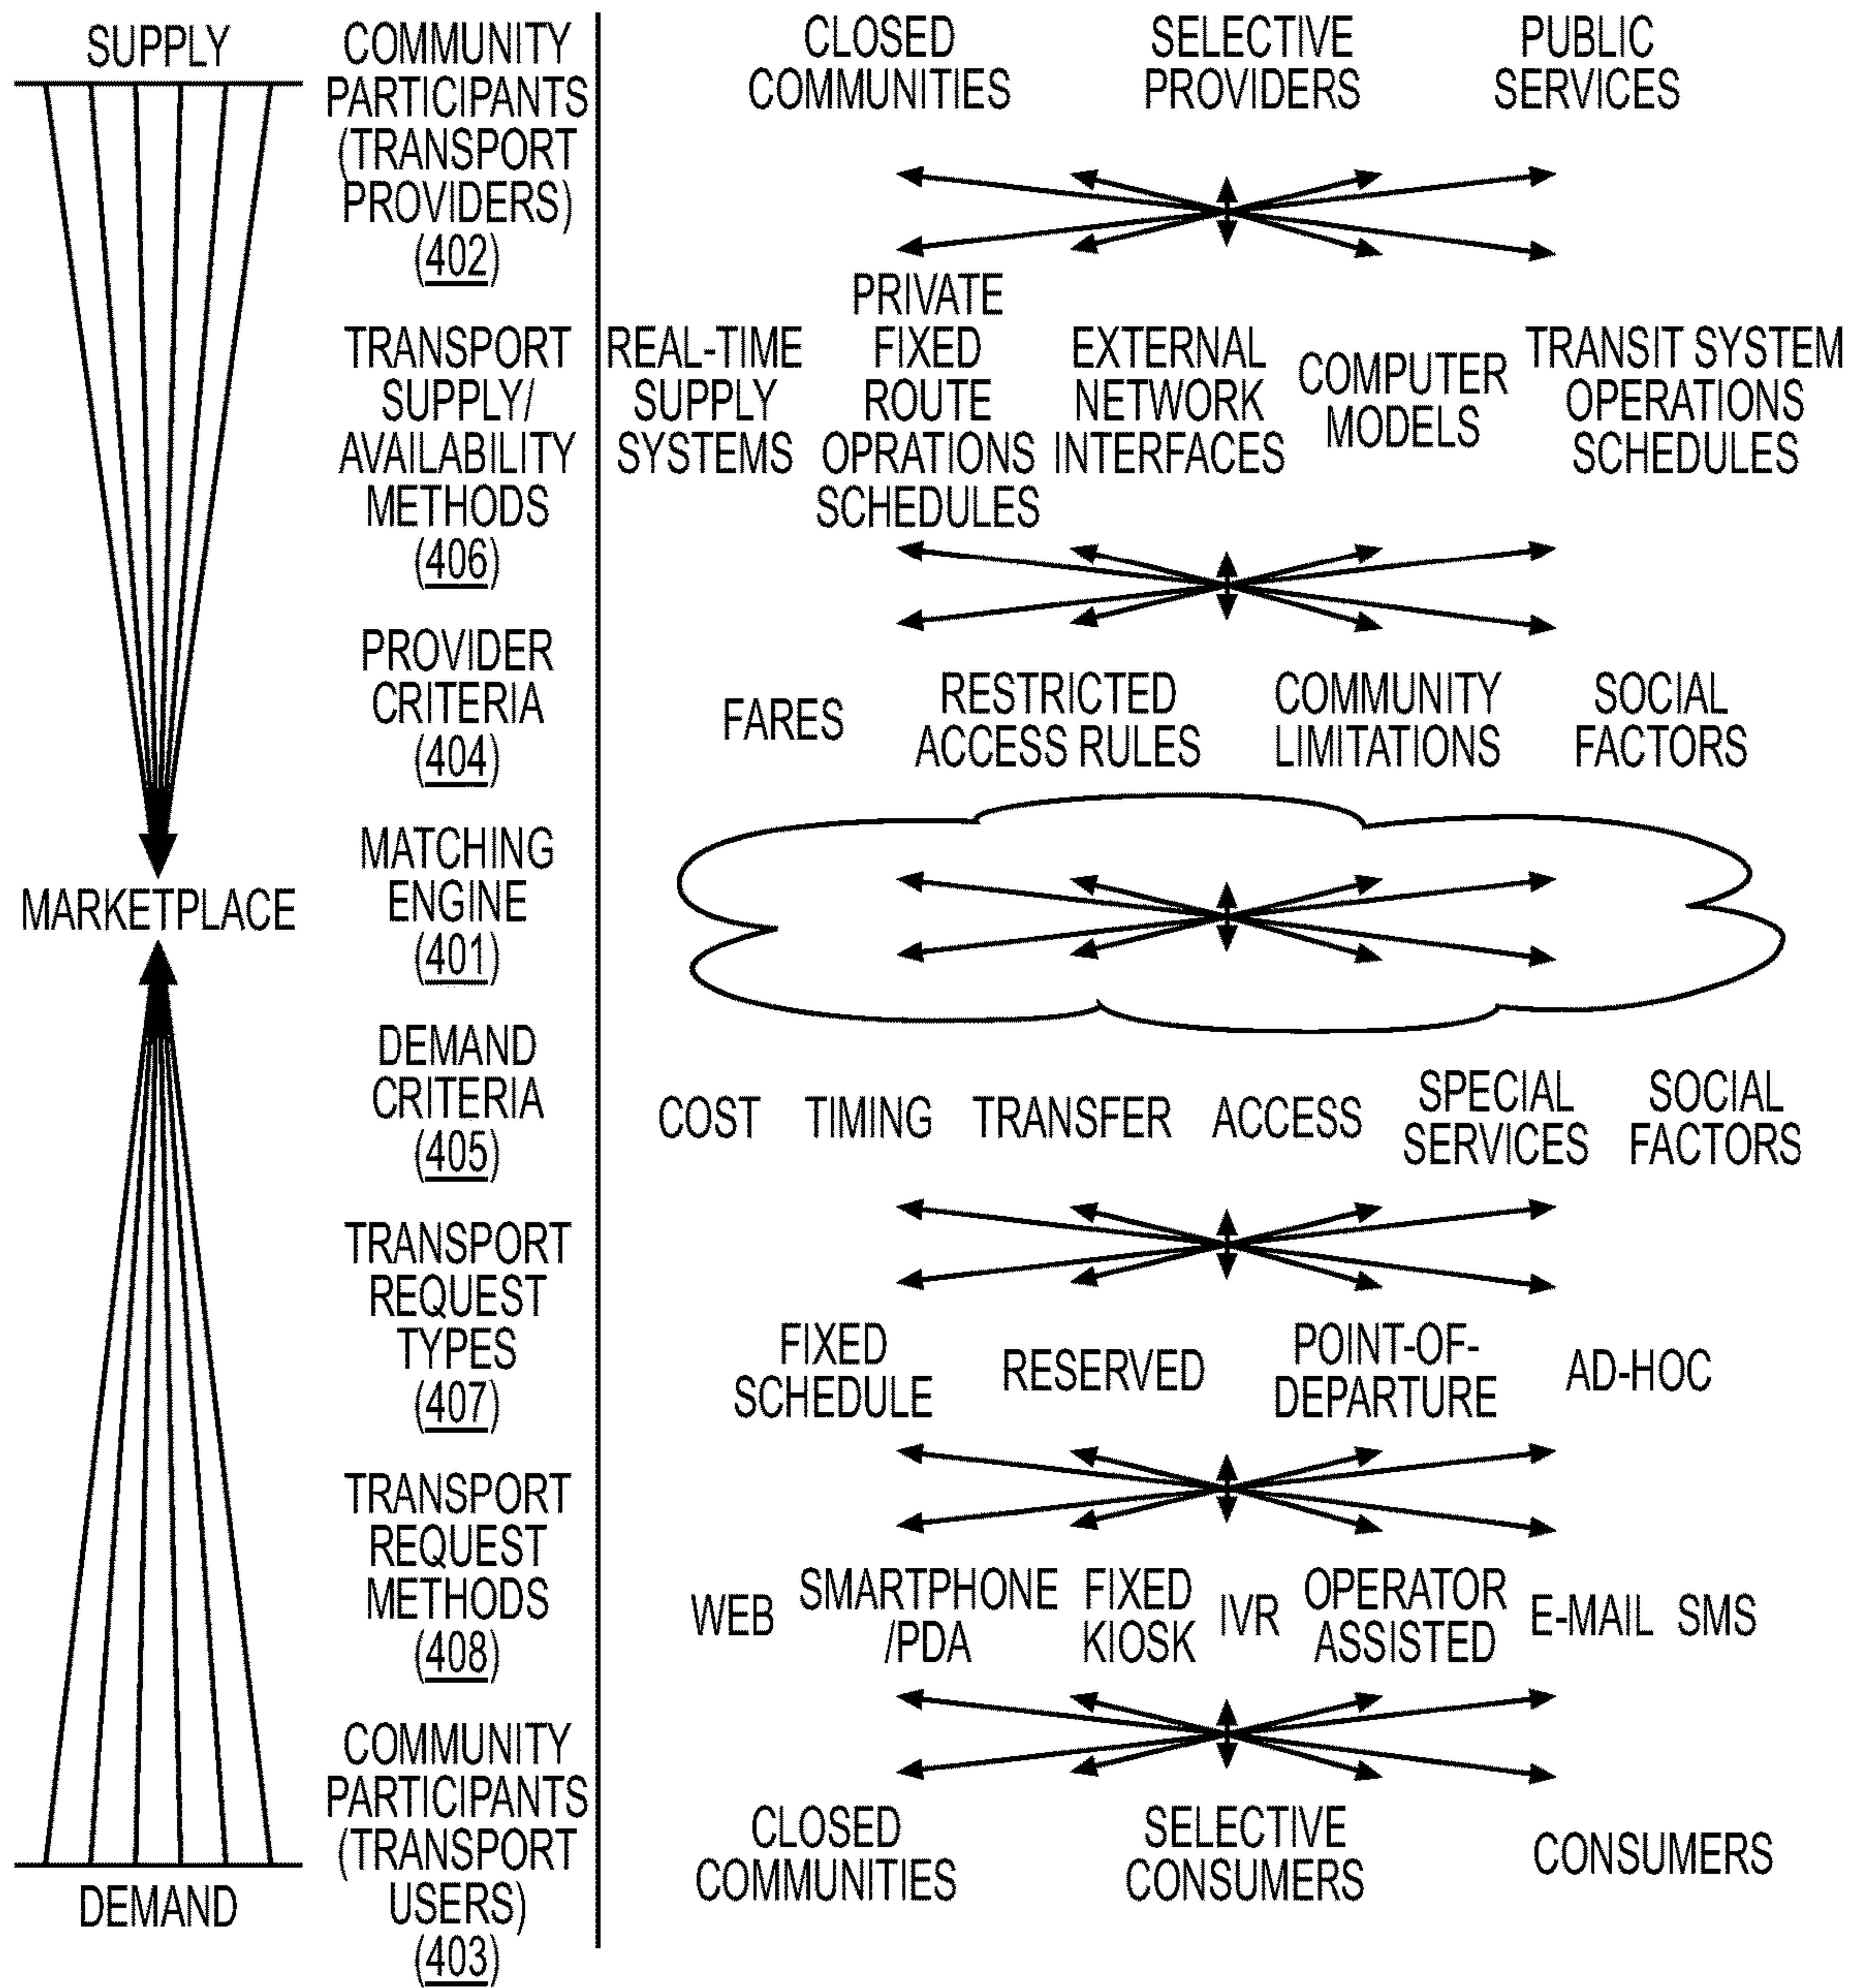 SUPPLY
COMMUNITY
PARTICIPANTS
(TRANSPORT
PROVIDERS)
(402)
CLOSED
COMMUNITIES
SELECTIVE
PROVIDERS
PUBLIC
SERVICES
TRANSPORT
SUPPLY/
AVAILABILITY
METHODS
(406)
REAL-TIME
SUPPLY
SYSTEMS
PRIVATE
FIXED
ROUTE
OPRATIONS
SCHEDULES
EXTERNAL
NETWORK
INTERFACES
COMPUTER
MODELS
TRANSIT SYSTEM
OPERATIONS
SCHEDULES
PROVIDER
CRITERIA
(404)
FARES
RESTRICTED
ACCESS RULES
COMMUNITY
LIMITATIONS
SOCIAL
FACTORS
MARKETPLACE
MATCHING
ENGINE
(401)
DEMAND
CRITERIA
(405)
COST
TIMING
TRANSFER
ACCESS
SPECIAL
SERVICES
SOCIAL
FACTORS
TRANSPORT
REQUEST
TYPES
(407)
FIXED
SCHEDULE
RESERVED
POINT-OF-
DEPARTURE
AD-HOC
TRANSPORT
REQUEST
METHODS
(408)
WEB
SMARTPHONE
/PDA
FIXED
KIOSK
IVR
OPERATOR
ASSISTED
E-MAIL
SMS
COMMUNITY
PARTICIPANTS
(TRANSPORT
USERS)
(403)
CLOSED
COMMUNITIES
SELECTIVE
CONSUMERS
CONSUMERS
DEMAND